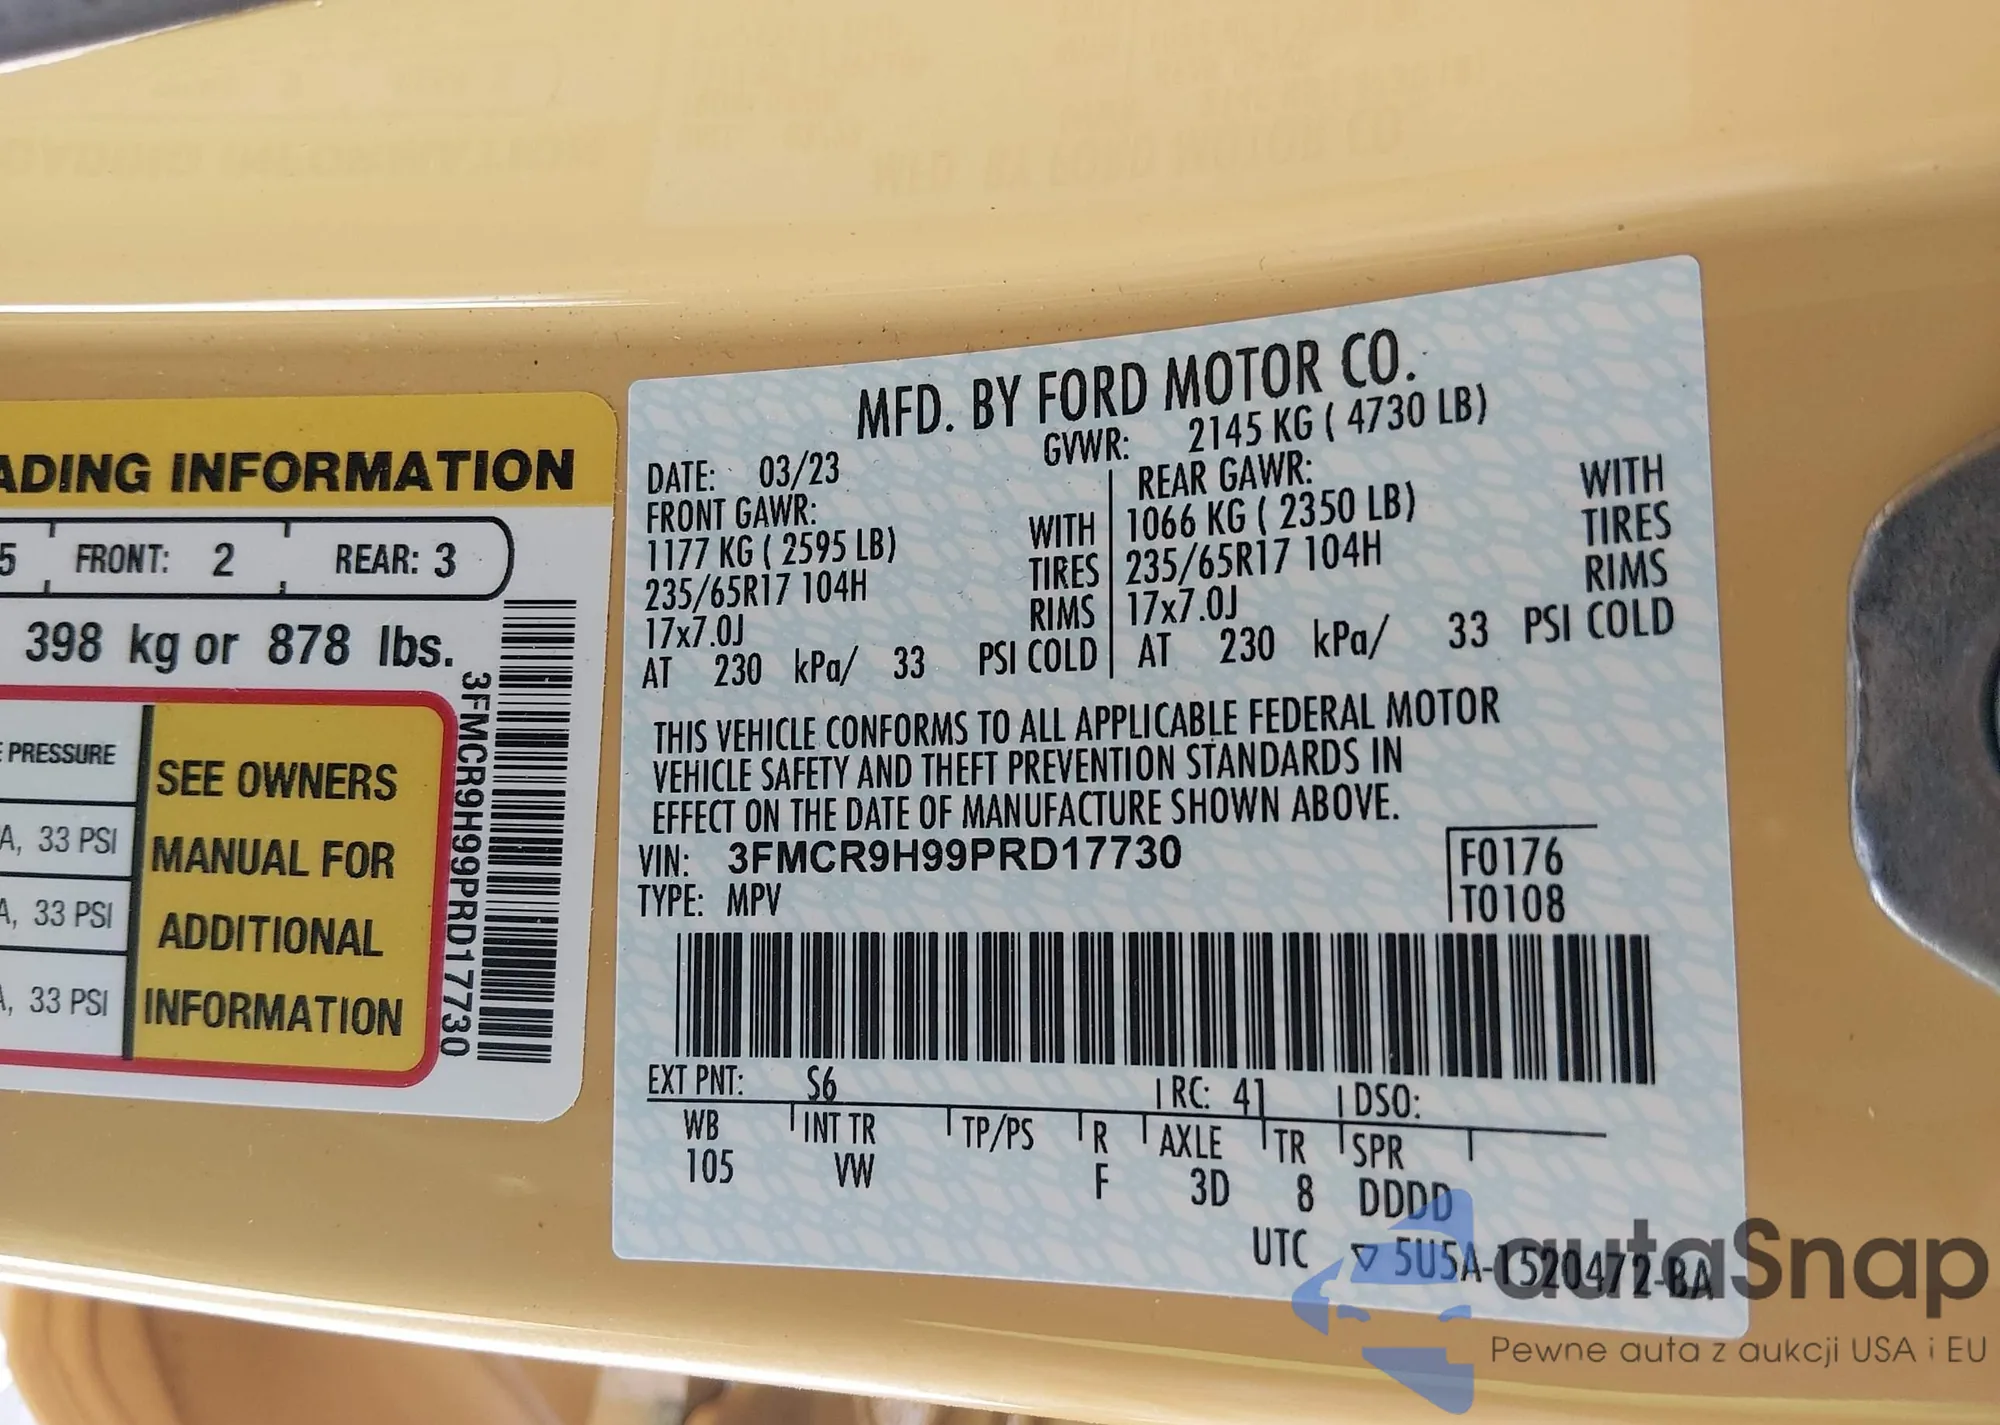 ADING INFORMATION
5 FRONT: 2 REAR: 3
398 kg or 878 lbs.
PRESSURE
A, 33 PSI
A, 33 PSI
A, 33 PSI
SEE OWNERS
MANUAL FOR
ADDITIONAL
INFORMATION
3FMCR9H99PRD17730
MFD. BY FORD MOTOR CO.
DATE: 03/23 GVWR: 2145 KG ( 4730 LB)
FRONT GAWR:
1177 KG ( 2595 LB) WITH
235/65R17 104H TIRES
17x7.0J RIMS
AT 230 kPa/ 33 PSI COLD
REAR GAWR: WITH
1066 KG ( 2350 LB) TIRES
235/65R17 104H RIMS
17x7.0J
AT 230 kPa/ 33 PSI COLD
THIS VEHICLE CONFORMS TO ALL APPLICABLE FEDERAL MOTOR
VEHICLE SAFETY AND THEFT PREVENTION STANDARDS IN
EFFECT ON THE DATE OF MANUFACTURE SHOWN ABOVE.
VIN: 3FMCR9H99PRD17730
TYPE: MPV
F0176
T0108
EXT PNT: S6 RC: 41 DSO:
WB INT TR TP/PS R AXLE TR SPR
105 VW F 3D 8 DDDD
UTC ▽ 5U5A-1520472-BA
autaSnap
Pewne auta z aukcji USA i EU